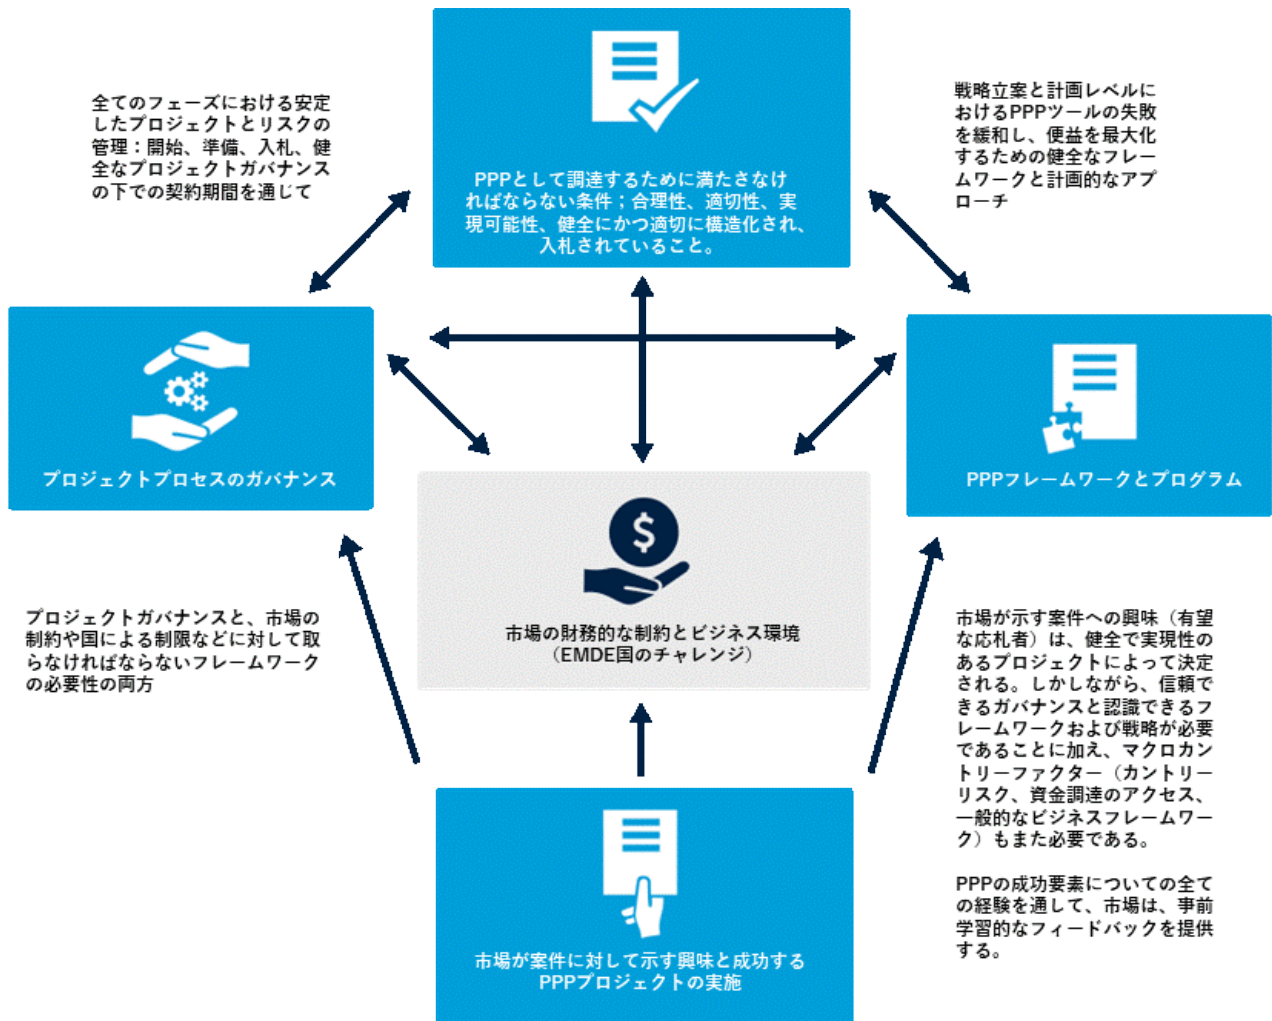 全てのフェーズにおける安定
したプロジェクトとリスクの
管理：開始、準備、入札、健
全なプロジェクトガバナンス
の下での契約期間を通じて
PPPとして調達するために満たさなけ
ればならない条件；合理性、適切性、実
現可能性、健全にかつ適切に構造化され、
入札されていること。
戦略立案と計画レベルに
おけるPPPツールの失敗
を緩和し、便益を最大化
するための健全なフレー
ムワークと計画的なアプ
ローチ
プロジェクトプロセスのガバナンス
$
市場の財務的な制約とビジネス環境
（EMDE国のチャレンジ）
PPPフレームワークとプログラム
プロジェクトガバナンスと、市場の
制約や国による制限などに対して取
らなければならないフレームワーク
の必要性の両方
市場が案件に対して示す興味と成功する
PPPプロジェクトの実施
市場が示す案件への興味（有望
な応札者）は、健全で実現性の
あるプロジェクトによって決定
される。しかしながら、信頼で
きるガバナンスと認識できるフ
レームワークおよび戦略が必要
であることに加え、マクロカン
トリーファクター（カントリー
リスク、資金調達のアクセス、
一般的なビジネスフレームワー
ク）もまた必要である。
PPPの成功要素についての全て
の経験を通して、市場は、事前
学習的なフィードバックを提供
する。